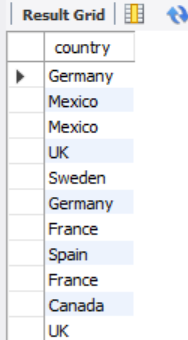 Result Grid
country
Germany
Mexico
Mexico
UK
Sweden
Germany
France
Spain
France
Canada
UK